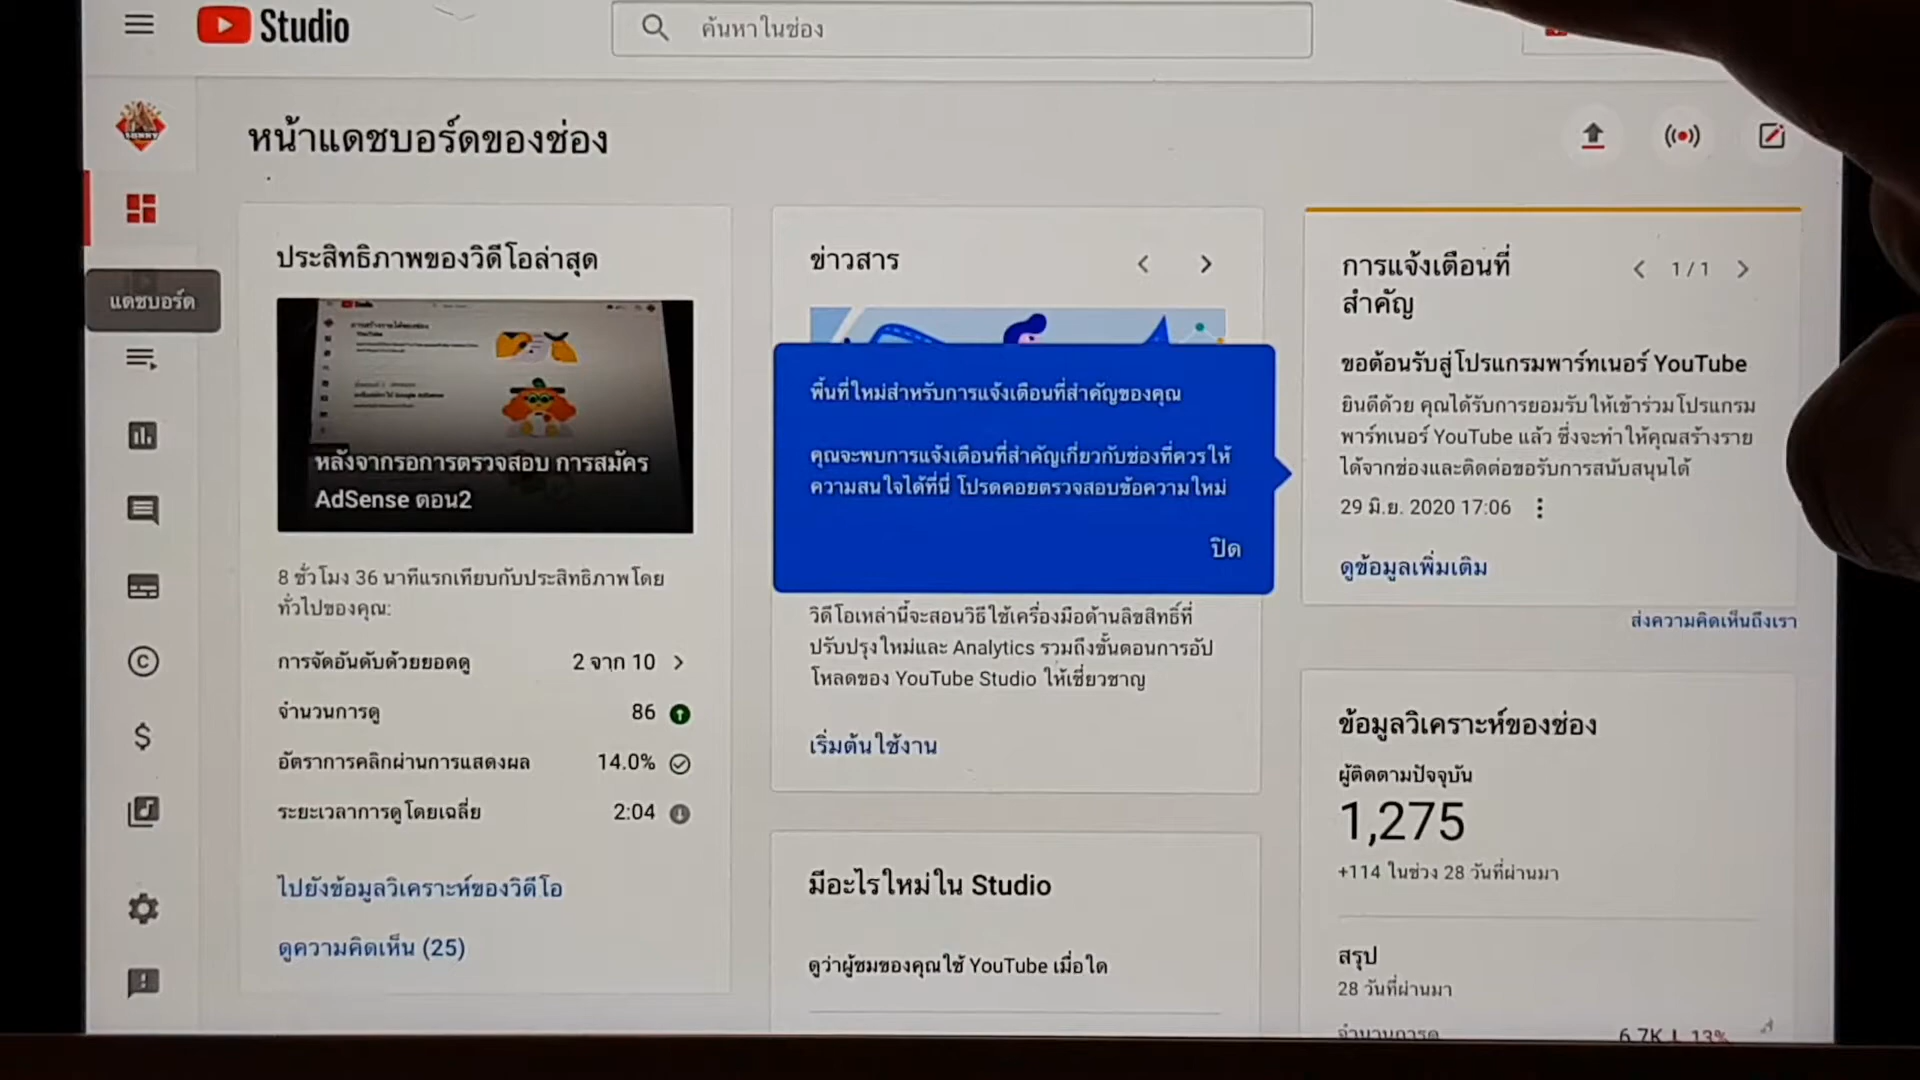 Studio
ค้นหาในช่อง
หน้าแดชบอร์ดของช่อง
แดชบอร์ด
ประสิทธิภาพของวิดีโอล่าสุด
หลังจากรอการตรวจสอบ การสมัคร
AdSense ตอน2
8 ชั่วโมง 36 นาทีแรกเทียบกับประสิทธิภาพโดย
ทั่วไปของคุณ:
การจัดอันดับด้วยยอดดู 2 จาก 10
จำนวนการดู 86
อัตราการคลิกผ่านการแสดงผล 14.0%
ระยะเวลาการดูโดยเฉลี่ย 2:04
ไปยังข้อมูลวิเคราะห์ของวิดีโอ
ดูความคิดเห็น (25)
ข่าวสาร
พื้นที่ใหม่สำหรับการแจ้งเตือนที่สำคัญของคุณ
คุณจะพบการแจ้งเตือนที่สำคัญเกี่ยวกับช่องที่ควรให้
ความสนใจได้ที่นี่ โปรดคอยตรวจสอบข้อความใหม่
ปิด
วิดีโอเหล่านี้จะสอนวิธีใช้เครื่องมือด้านลิขสิทธิ์ที่
ปรับปรุงใหม่และ Analytics รวมถึงขั้นตอนการอัป
โหลดของ YouTube Studio ให้เชี่ยวชาญ
เริ่มต้นใช้งาน
มีอะไรใหม่ใน Studio
ดูว่าผู้ชมของคุณใช้ YouTube เมื่อใด
การแจ้งเตือนที่
สำคัญ
1 / 1
ขอต้อนรับสู่โปรแกรมพาร์ทเนอร์ YouTube
ยินดีด้วย คุณได้รับการยอมรับให้เข้าร่วมโปรแกรม
พาร์ทเนอร์ YouTube แล้ว ซึ่งจะทำให้คุณสร้างราย
ได้จากช่องและติดต่อขอรับการสนับสนุนได้
29 มิ.ย. 2020 17:06
ดูข้อมูลเพิ่มเติม
ส่งความคิดเห็นถึงเรา
ข้อมูลวิเคราะห์ของช่อง
ผู้ติดตามปัจจุบัน
1,275
+114 ในช่วง 28 วันที่ผ่านมา
สรุป
28 วันที่ผ่านมา
จำนวนการดู 6.7K 13%